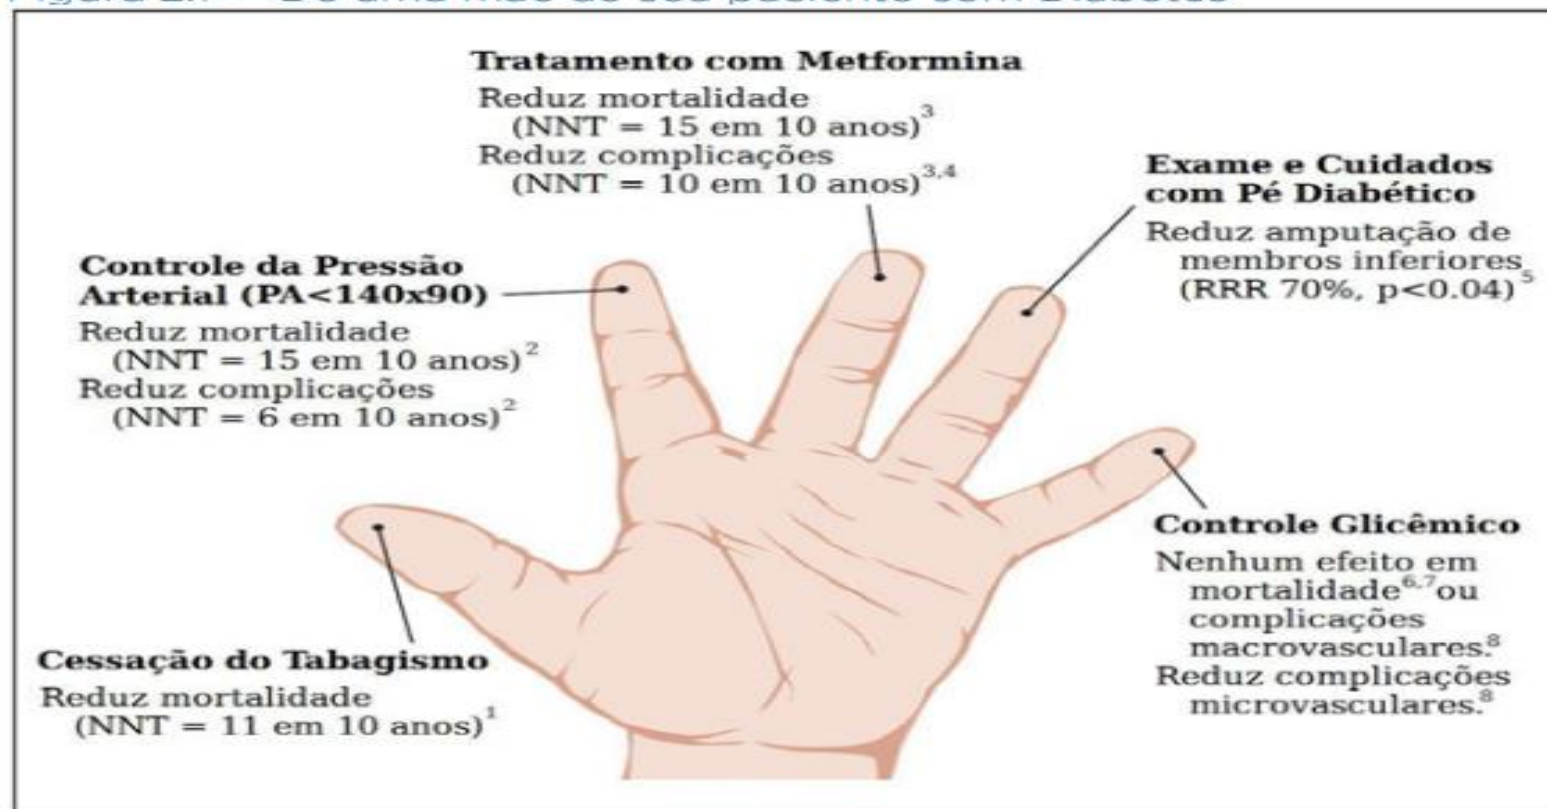 Tratamento com Metformina
Reduz mortalidade
(NNT = 15 em 10 anos)³
Reduz complicações
(NNT = 10 em 10 anos)³,⁴
Exame e Cuidados
com Pé Diabético
Reduz amputação de
membros inferiores
(RRR 70%, p<0.04)⁵
Controle da Pressão
Arterial (PA<140x90)
Reduz mortalidade
(NNT = 15 em 10 anos)²
Reduz complicações
(NNT = 6 em 10 anos)²
Controle Glicêmico
Nenhum efeito em
mortalidade⁶,⁷ou
complicações
macrovasculares.⁸
Reduz complicações
microvasculares.⁸
Cessação do Tabagismo
Reduz mortalidade
(NNT = 11 em 10 anos)¹